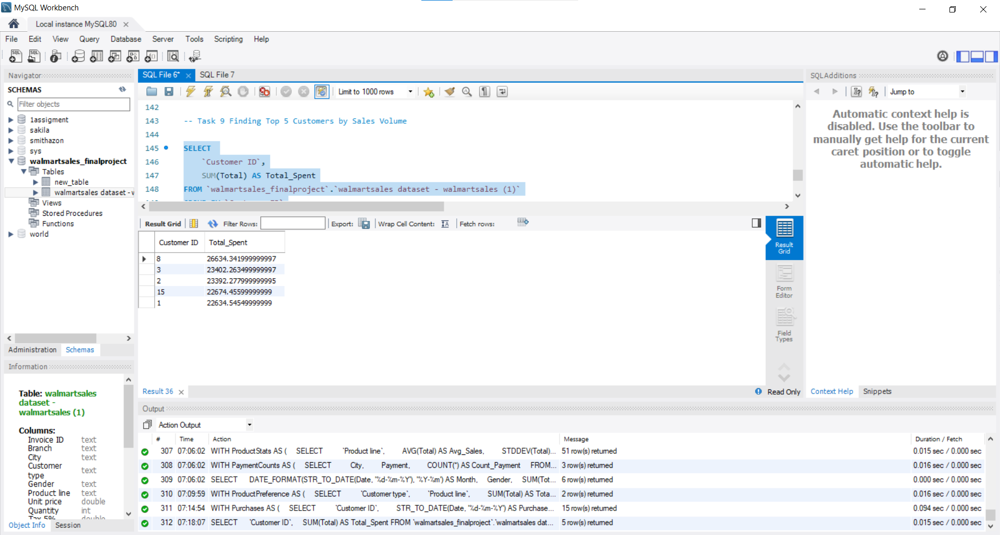 MySQL Workbench
Local instance MySQL80
File Edit View Query Database Server Tools Scripting Help
Navigator
SCHEMAS
Filter objects
1assigment
sakila
smithazon
sys
walmartsales_finalproject
Tables
new_table
walmartsales dataset - w
Views
Stored Procedures
Functions
world
Administration Schemas
Information
Table: walmartsales
dataset -
walmartsales (1)
Columns:
Invoice ID text
Branch text
City text
Customer
type text
Gender text
Product line text
Unit price double
Quantity int
Tax 5% double
Object Info Session
SQL File 6* SQL File 7
Limit to 1000 rows
142
143 -- Task 9 Finding Top 5 Customers by Sales Volume
144
145 SELECT
146 `Customer ID`,
147 SUM(Total) AS Total_Spent
148 FROM `walmartsales_finalproject`.`walmartsales dataset - walmartsales (1)`
Result Grid Filter Rows: Export: Wrap Cell Content: Fetch rows:
Customer ID Total_Spent
8 26634.341999999997
3 23402.263499999997
2 23392.277999999995
15 22674.45599999999
1 22634.54549999999
Result Grid
Form Editor
Field Types
Result 36
Read Only
SQLAdditions
Jump to
Automatic context help is
disabled. Use the toolbar to
manually get help for the current
caret position or to toggle
automatic help.
Context Help Snippets
Output
Action Output
# Time Action Message Duration / Fetch
307 07:06:02 WITH ProductStats AS ( SELECT `Product line`, AVG(Total) AS Avg_Sales, STDDEV(Total)... 51 row(s) returned 0.015 sec / 0.000 sec
308 07:06:02 WITH PaymentCounts AS ( SELECT City, Payment, COUNT(*) AS Count_Payment FROM... 3 row(s) returned 0.016 sec / 0.000 sec
309 07:06:02 SELECT DATE_FORMAT(STR_TO_DATE(Date, '%d-%m-%Y'), '%Y-%m') AS Month, Gender, SUM(Tot... 6 row(s) returned 0.000 sec / 0.000 sec
310 07:09:59 WITH ProductPreference AS ( SELECT `Customer type`, `Product line`, SUM(Total) AS Tota... 2 row(s) returned 0.016 sec / 0.000 sec
311 07:14:54 WITH Purchases AS ( SELECT `Customer ID`, STR_TO_DATE(Date, '%d-%m-%Y') AS Purchase... 15 row(s) returned 0.094 sec / 0.000 sec
312 07:18:07 SELECT `Customer ID`, SUM(Total) AS Total_Spent FROM `walmartsales_finalproject`.`walmartsales dat... 5 row(s) returned 0.015 sec / 0.000 sec